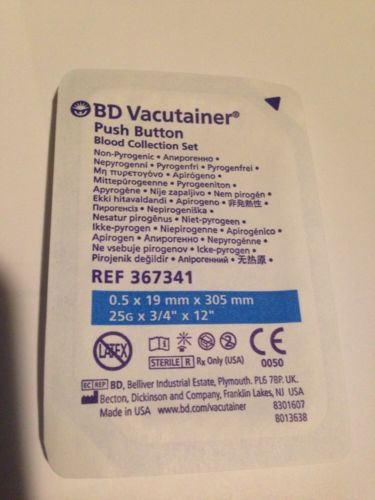 BD Vacutainer®
Push Button
Blood Collection Set
Non-Pyrogenic • Апирогенно •
Nepyrogenní • Pyrogenfri • Pyrogenfrei •
Μη πυρετογόνο • Apirógeno •
Mittepürogeenne • Pyrogeeniton •
Apyrogène • Nije zapaljivo • Nem pirogén •
Ekki hitavaldandi • Apirogeno • 非発熱性 •
Пирогенсіз • Nepirogeniška •
Nesatur pirogēnus • Niet-pyrogeen •
Ikke-pyrogen • Niepirogenne • Apirogénico •
Apirogen • Апирогенно • Nepyrogénne •
Ne vsebuje pirogenov • Icke-pyrogen •
Pirojenik değildir • Апірогенний • 无热原 •
REF 367341
0.5 x 19 mm x 305 mm
25G x 3/4" x 12"
LATEX
STERILE R Rx Only (USA)
CE
0050
EC REP BD, Belliver Industrial Estate, Plymouth. PL6 7BP. UK.
Becton, Dickinson and Company, Franklin Lakes, NJ USA
Made in USA www.bd.com/vacutainer 8301607
8013638